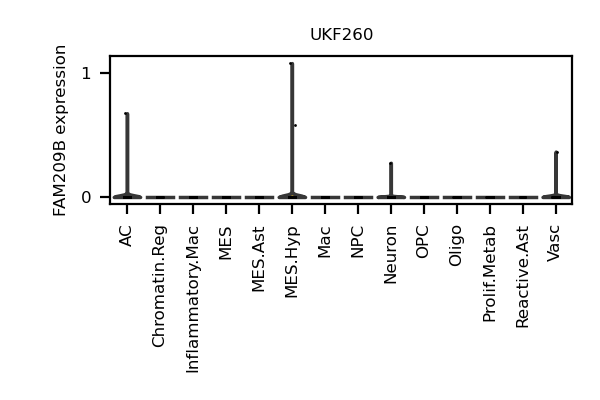 UKF260
FAM209B expression
1
0
AC
Chromatin.Reg
Inflammatory.Mac
MES
MES.Ast
MES.Hyp
Mac
NPC
Neuron
OPC
Oligo
Prolif.Metab
Reactive.Ast
Vasc